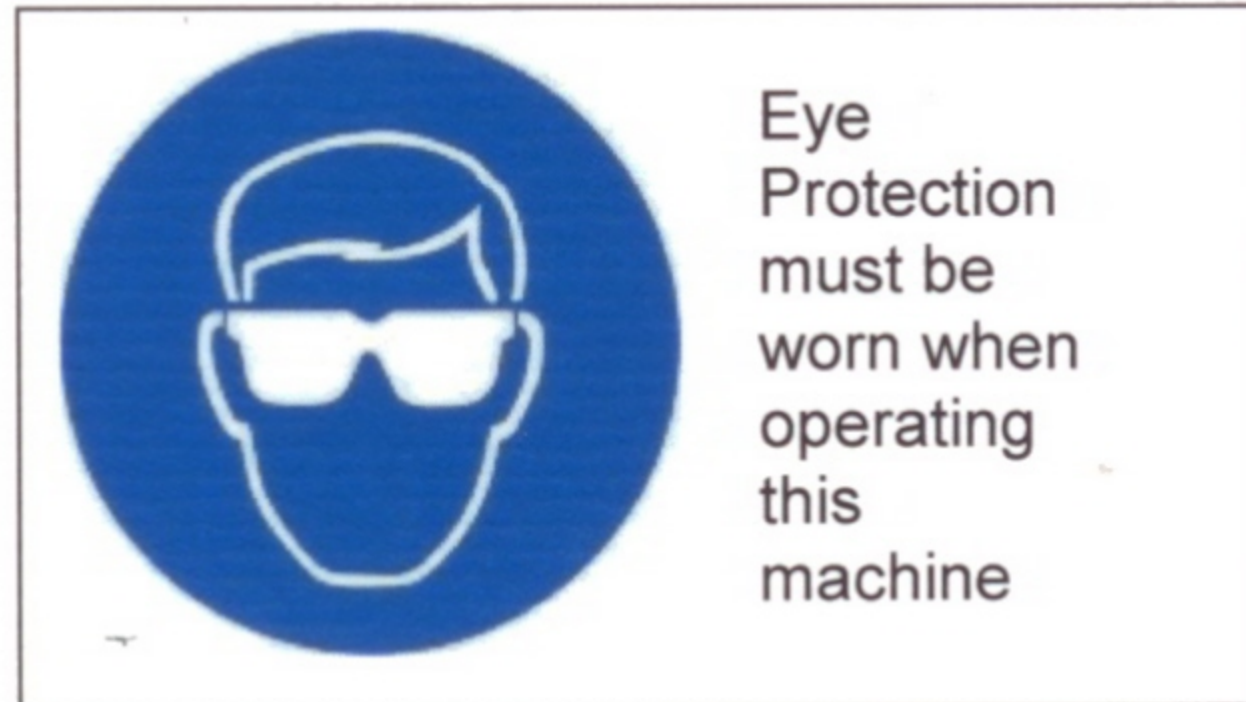 Eye
Protection
must be
worn when
operating
this
machine